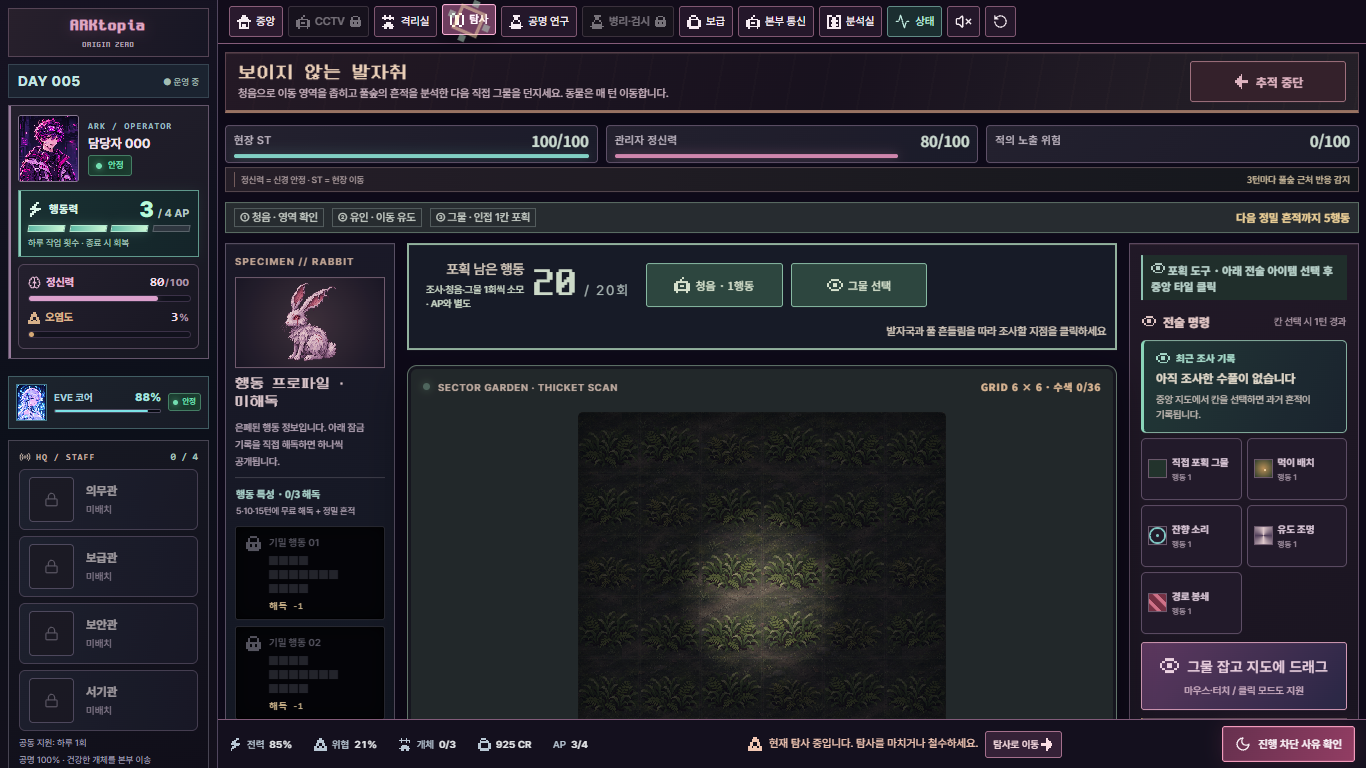 ARKtopia
ORIGIN ZERO
DAY 005
운영 중
ARK / OPERATOR
담당자 000
안정
행동력
3 / 4 AP
하루 작업 횟수 · 종료 시 회복
정신력
80/100
오염도
3%
EVE 코어
88%
안정
HQ / STAFF
0 / 4
의무관
미배치
보급관
미배치
보안관
미배치
서기관
미배치
공동 지원: 하루 1회
공명 100% · 건강한 개체를 본부 이송
중앙
CCTV
격리실
탐사
공명 연구
병리·검시
보급
본부 통신
분석실
상태
보이지 않는 발자취
청음으로 이동 영역을 좁히고 풀숲의 흔적을 분석한 다음 직접 그물을 던지세요. 동물은 매 턴 이동합니다.
추적 중단
현장 ST
100/100
관리자 정신력
80/100
적의 노출 위험
0/100
정신력 = 신경 안정 · ST = 현장 이동
3턴마다 풀숲 근처 반응 감지
① 청음 · 영역 확인
② 유인 · 이동 유도
③ 그물 · 인접 1칸 포획
다음 정밀 흔적까지 5행동
SPECIMEN // RABBIT
행동 프로파일 ·
미해독
은폐된 행동 정보입니다. 아래 잠금
기록을 직접 해독하면 하나씩
공개됩니다.
행동 특성 · 0/3 해독
5·10·15턴에 무료 해독 + 정밀 흔적
기밀 행동 01
해독 -1
기밀 행동 02
해독 -1
포획 남은 행동
조사·청음·그물 1회씩 소모
· AP와 별도
20 / 20회
청음 · 1행동
그물 선택
발자국과 풀 흔들림을 따라 조사할 지점을 클릭하세요
SECTOR GARDEN · THICKET SCAN
GRID 6 × 6 · 수색 0/36
포획 도구 · 아래 전술 아이템 선택 후
중앙 타일 클릭
전술 명령
칸 선택 시 1턴 경과
최근 조사 기록
아직 조사한 수풀이 없습니다
중앙 지도에서 칸을 선택하면 과거 흔적이
기록됩니다.
직접 포획 그물
행동 1
먹이 배치
행동 1
잔향 소리
행동 1
유도 조명
행동 1
경로 봉쇄
행동 1
그물 잡고 지도에 드래그
마우스·터치 / 클릭 모드도 지원
전력 85%
위협 21%
개체 0/3
925 CR
AP 3/4
현재 탐사 중입니다. 탐사를 마치거나 철수하세요.
탐사로 이동
진행 차단 사유 확인